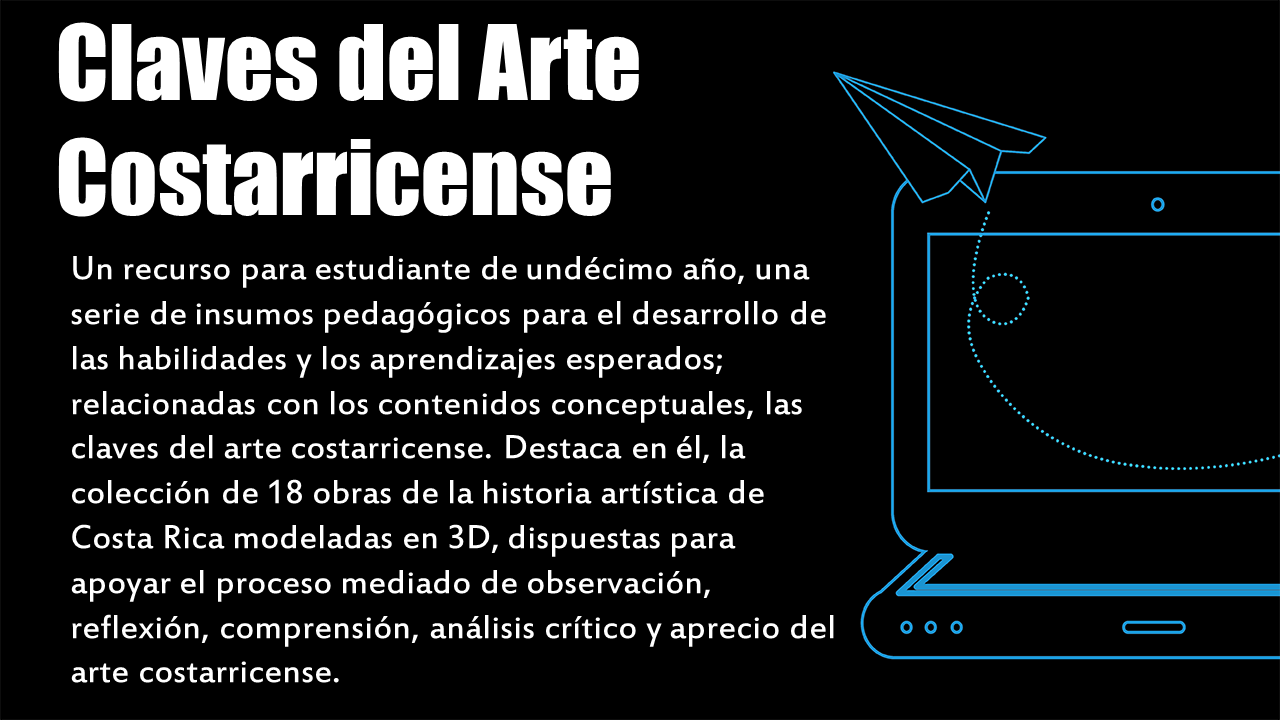 Claves del Arte
Costarricense
Un recurso para estudiante de undécimo año, una
serie de insumos pedagógicos para el desarrollo de
las habilidades y los aprendizajes esperados;
relacionadas con los contenidos conceptuales, las
claves del arte costarricense. Destaca en él, la
colección de 18 obras de la historia artística de
Costa Rica modeladas en 3D, dispuestas para
apoyar el proceso mediado de observación,
reflexión, comprensión, análisis crítico y aprecio del
arte costarricense.